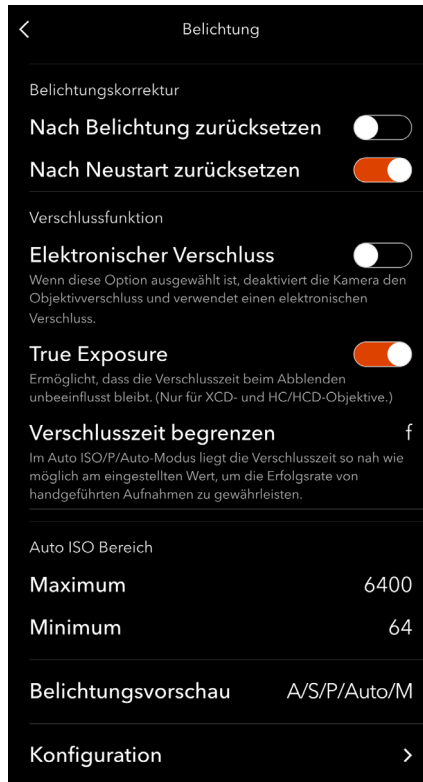 Belichtung
Belichtungskorrektur
Nach Belichtung zurücksetzen
Nach Neustart zurücksetzen
Verschlussfunktion
Elektronischer Verschluss
Wenn diese Option ausgewählt ist, deaktiviert die Kamera den
Objektivverschluss und verwendet einen elektronischen
Verschluss.
True Exposure
Ermöglicht, dass die Verschlusszeit beim Abblenden
unbeeinflusst bleibt. (Nur für XCD- und HC/HCD-Objektive.)
Verschlusszeit begrenzen f
Im Auto ISO/P/Auto-Modus liegt die Verschlusszeit so nah wie
möglich am eingestellten Wert, um die Erfolgsrate von
handgeführten Aufnahmen zu gewährleisten.
Auto ISO Bereich
Maximum 6400
Minimum 64
Belichtungsvorschau A/S/P/Auto/M
Konfiguration